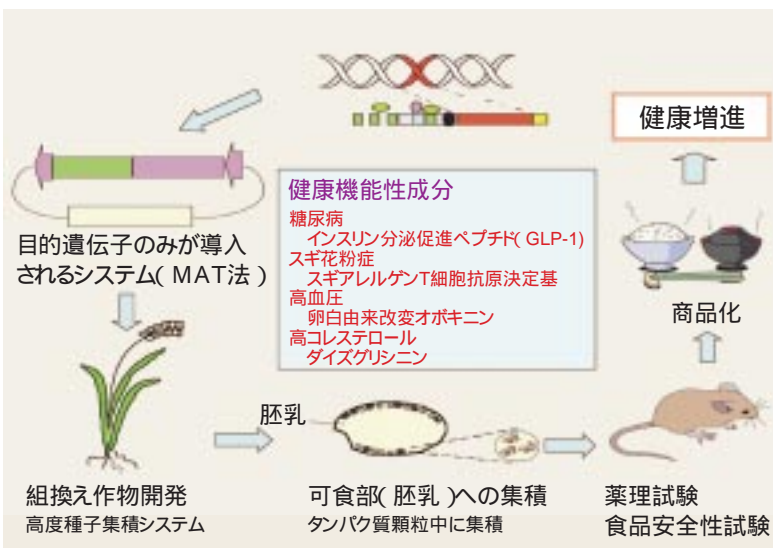 健康増進
健康機能性成分
糖尿病
インスリン分泌促進ペプチド( GLP-1)
スギ花粉症
スギアレルゲンT細胞抗原決定基
高血圧
卵白由来改変オボキニン
高コレステロール
ダイズグリシニン
目的遺伝子のみが導入
されるシステム( MAT法 )
商品化
胚乳
組換え作物開発
高度種子集積システム
可食部( 胚乳 )への集積
タンパク質顆粒中に集積
薬理試験
食品安全性試験